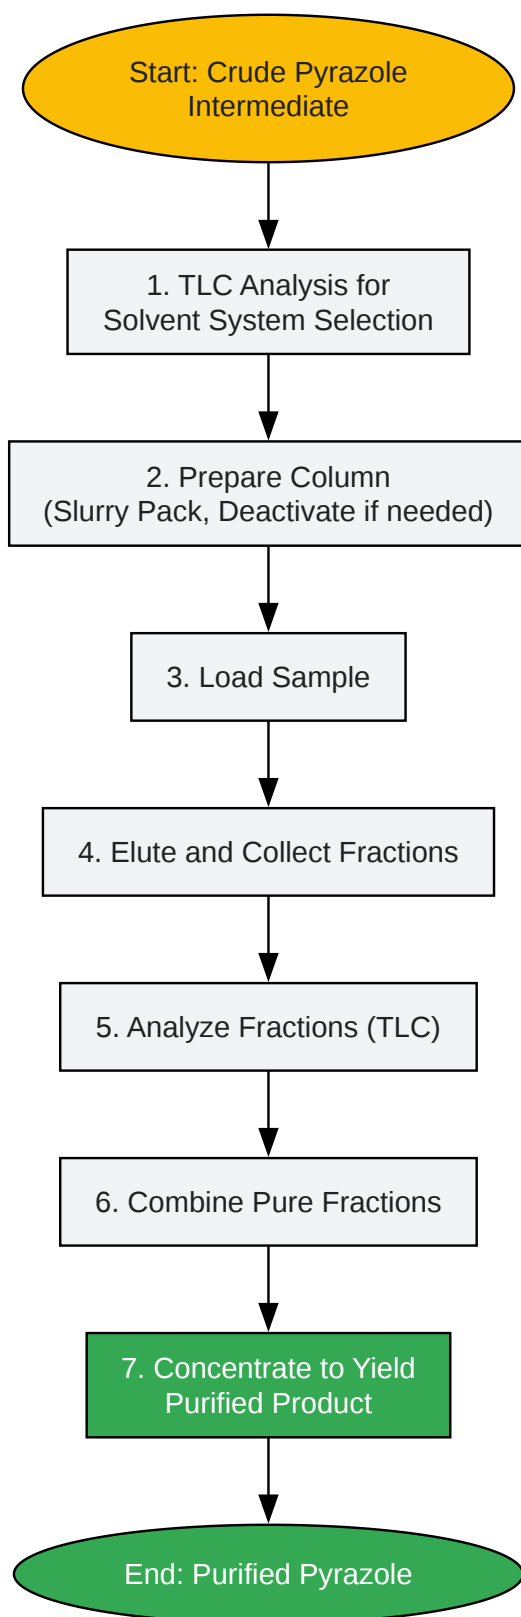 Start: Crude Pyrazole
Intermediate
1. TLC Analysis for
Solvent System Selection
2. Prepare Column
(Slurry Pack, Deactivate if needed)
3. Load Sample
4. Elute and Collect Fractions
5. Analyze Fractions (TLC)
6. Combine Pure Fractions
7. Concentrate to Yield
Purified Product
End: Purified Pyrazole